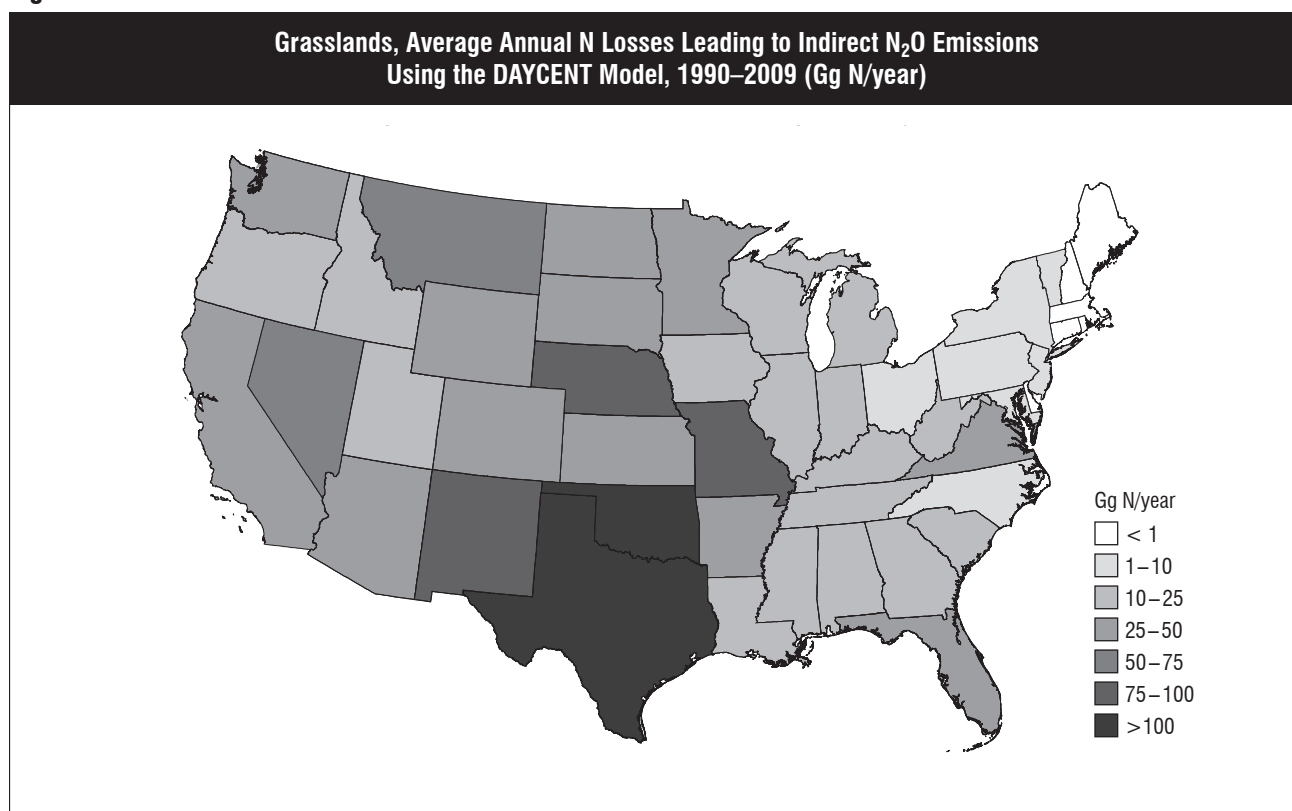 Grasslands, Average Annual N Losses Leading to Indirect N₂O Emissions
Using the DAYCENT Model, 1990–2009 (Gg N/year)
Gg N/year
< 1
1–10
10–25
25–50
50–75
75–100
>100